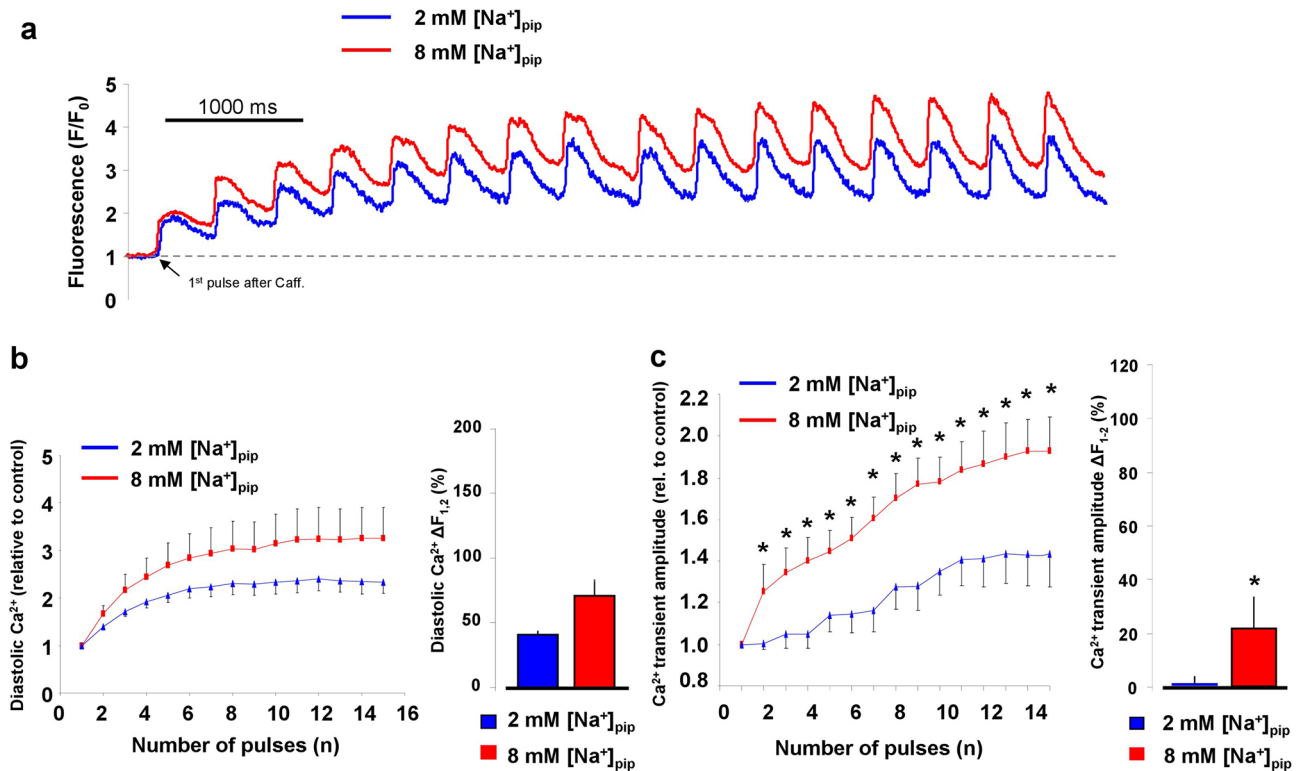 a
2 mM [Na⁺]pip
8 mM [Na⁺]pip
Fluorescence (F/F₀)
5
4
3
2
1
0
1000 ms
1st pulse after Caff.
b
2 mM [Na⁺]pip
8 mM [Na⁺]pip
Diastolic Ca²⁺ (relative to control)
5
4
3
2
1
0
0 2 4 6 8 10 12 14 16
Number of pulses (n)
Diastolic Ca²⁺ ΔF1,2 (%)
200
150
100
50
0
2 mM [Na⁺]pip
8 mM [Na⁺]pip
c
2 mM [Na⁺]pip
8 mM [Na⁺]pip
Ca²⁺ transient amplitude (rel. to control)
2.2
2.0
1.8
1.6
1.4
1.2
1.0
0.8
* * * * * * * * * * * * * *
0 2 4 6 8 10 12 14
Number of pulses (n)
Ca²⁺ transient amplitude ΔF1-2 (%)
120
100
80
60
40
20
0
*
2 mM [Na⁺]pip
8 mM [Na⁺]pip